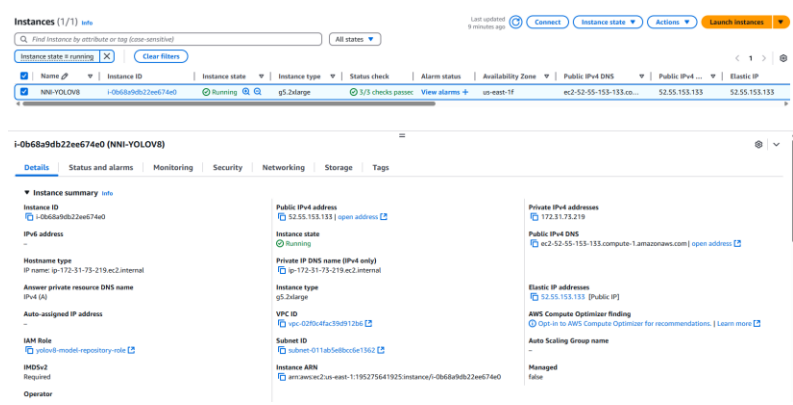 Instances (1/1) Info
Last updated
9 minutes ago
Connect
Instance state
Actions
Launch instances
Find Instance by attribute or tag (case-sensitive)
All states
Instance state = running
Clear filters
1
Name Instance ID Instance state Instance type Status check Alarm status Availability Zone Public IPv4 DNS Public IPv4 ... Elastic IP
NNI-YOLOV8 i-0b68a9db22ee674e0 Running g5.2xlarge 3/3 checks passec View alarms + us-east-1f ec2-52-55-153-133.co... 52.55.153.133 52.55.153.133
i-0b68a9db22ee674e0 (NNI-YOLOV8)
Details Status and alarms Monitoring Security Networking Storage Tags
Instance summary Info
Instance ID
i-0b68a9db22ee674e0
Public IPv4 address
52.55.153.133 | open address
Private IPv4 addresses
172.31.73.219
IPv6 address
–
Instance state
Running
Public IPv4 DNS
ec2-52-55-153-133.compute-1.amazonaws.com | open address
Hostname type
IP name: ip-172-31-73-219.ec2.internal
Private IP DNS name (IPv4 only)
ip-172-31-73-219.ec2.internal
Answer private resource DNS name
IPv4 (A)
Instance type
g5.2xlarge
Elastic IP addresses
52.55.153.133 [Public IP]
Auto-assigned IP address
–
VPC ID
vpc-02f0c4fac39d912b6
AWS Compute Optimizer finding
Opt-in to AWS Compute Optimizer for recommendations. | Learn more
IAM Role
yolov8-model-repository-role
Subnet ID
subnet-011ab5e8bcc6e1362
Auto Scaling Group name
–
IMDSv2
Required
Instance ARN
arn:aws:ec2:us-east-1:195275641925:instance/i-0b68a9db22ee674e0
Managed
false
Operator